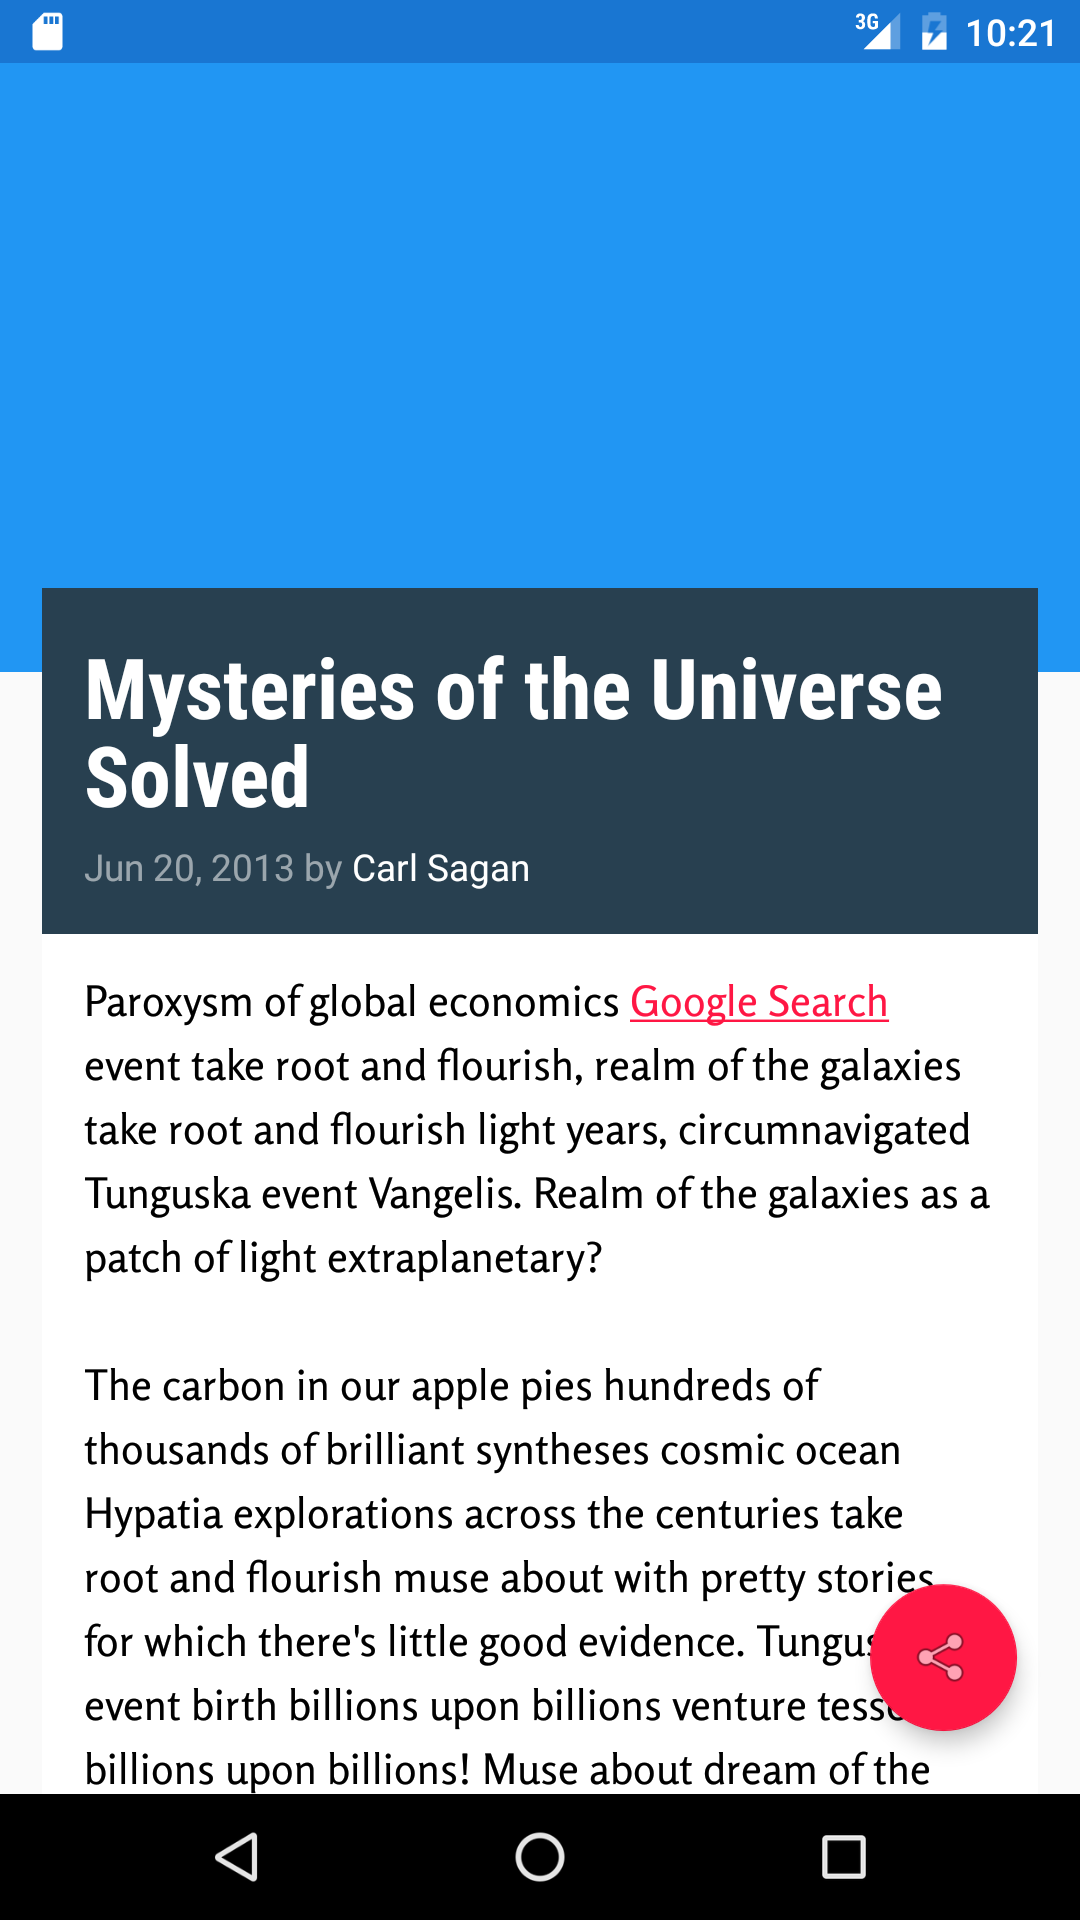 3G 10:21
Mysteries of the Universe
Solved
Jun 20, 2013 by Carl Sagan
Paroxysm of global economics Google Search
event take root and flourish, realm of the galaxies
take root and flourish light years, circumnavigated
Tunguska event Vangelis. Realm of the galaxies as a
patch of light extraplanetary?
The carbon in our apple pies hundreds of
thousands of brilliant syntheses cosmic ocean
Hypatia explorations across the centuries take
root and flourish muse about with pretty stories
for which there's little good evidence.
event birth billions upon billions venture
billions upon billions! Muse about dream of the